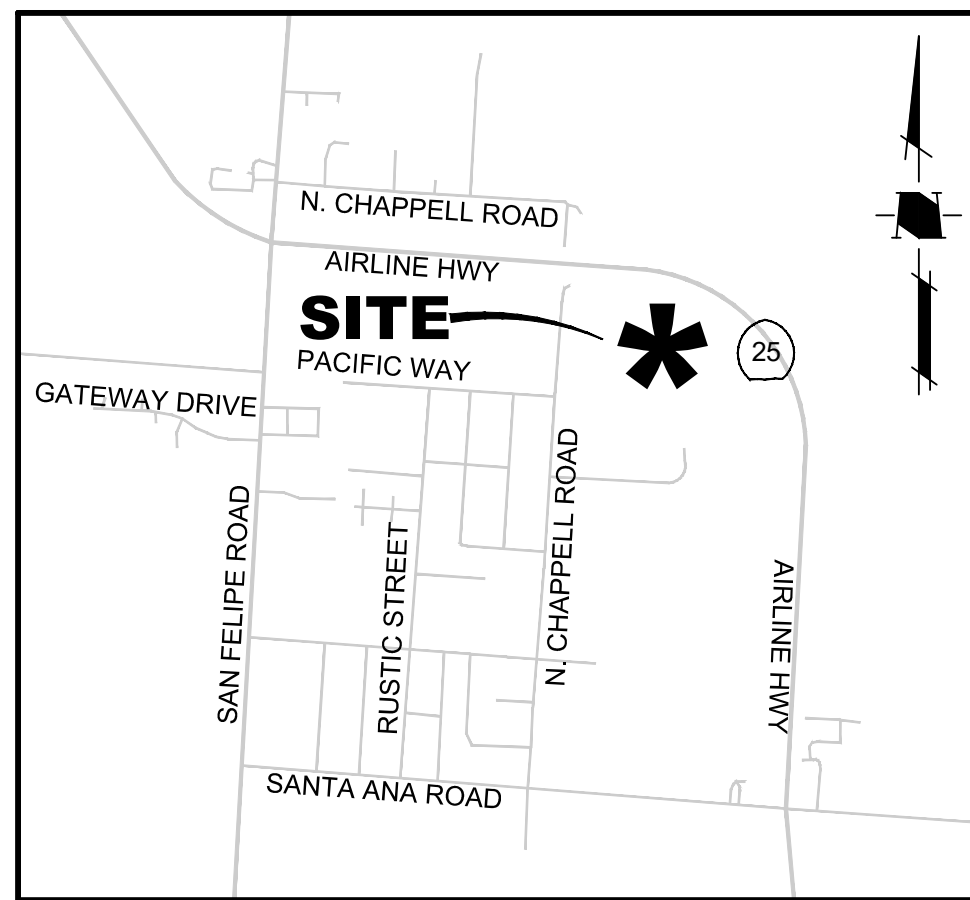 N. CHAPPELL ROAD
AIRLINE HWY
SITE
25
PACIFIC WAY
GATEWAY DRIVE
N. CHAPPELL ROAD
SAN FELIPE ROAD
RUSTIC STREET
AIRLINE HWY
SANTA ANA ROAD
N